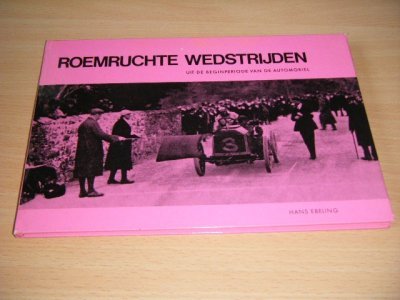 ROEMRUCHTE WEDSTRIJDEN
UIT DE BEGINPERIODE VAN DE AUTOMOBIEL
3
HANS EBELING